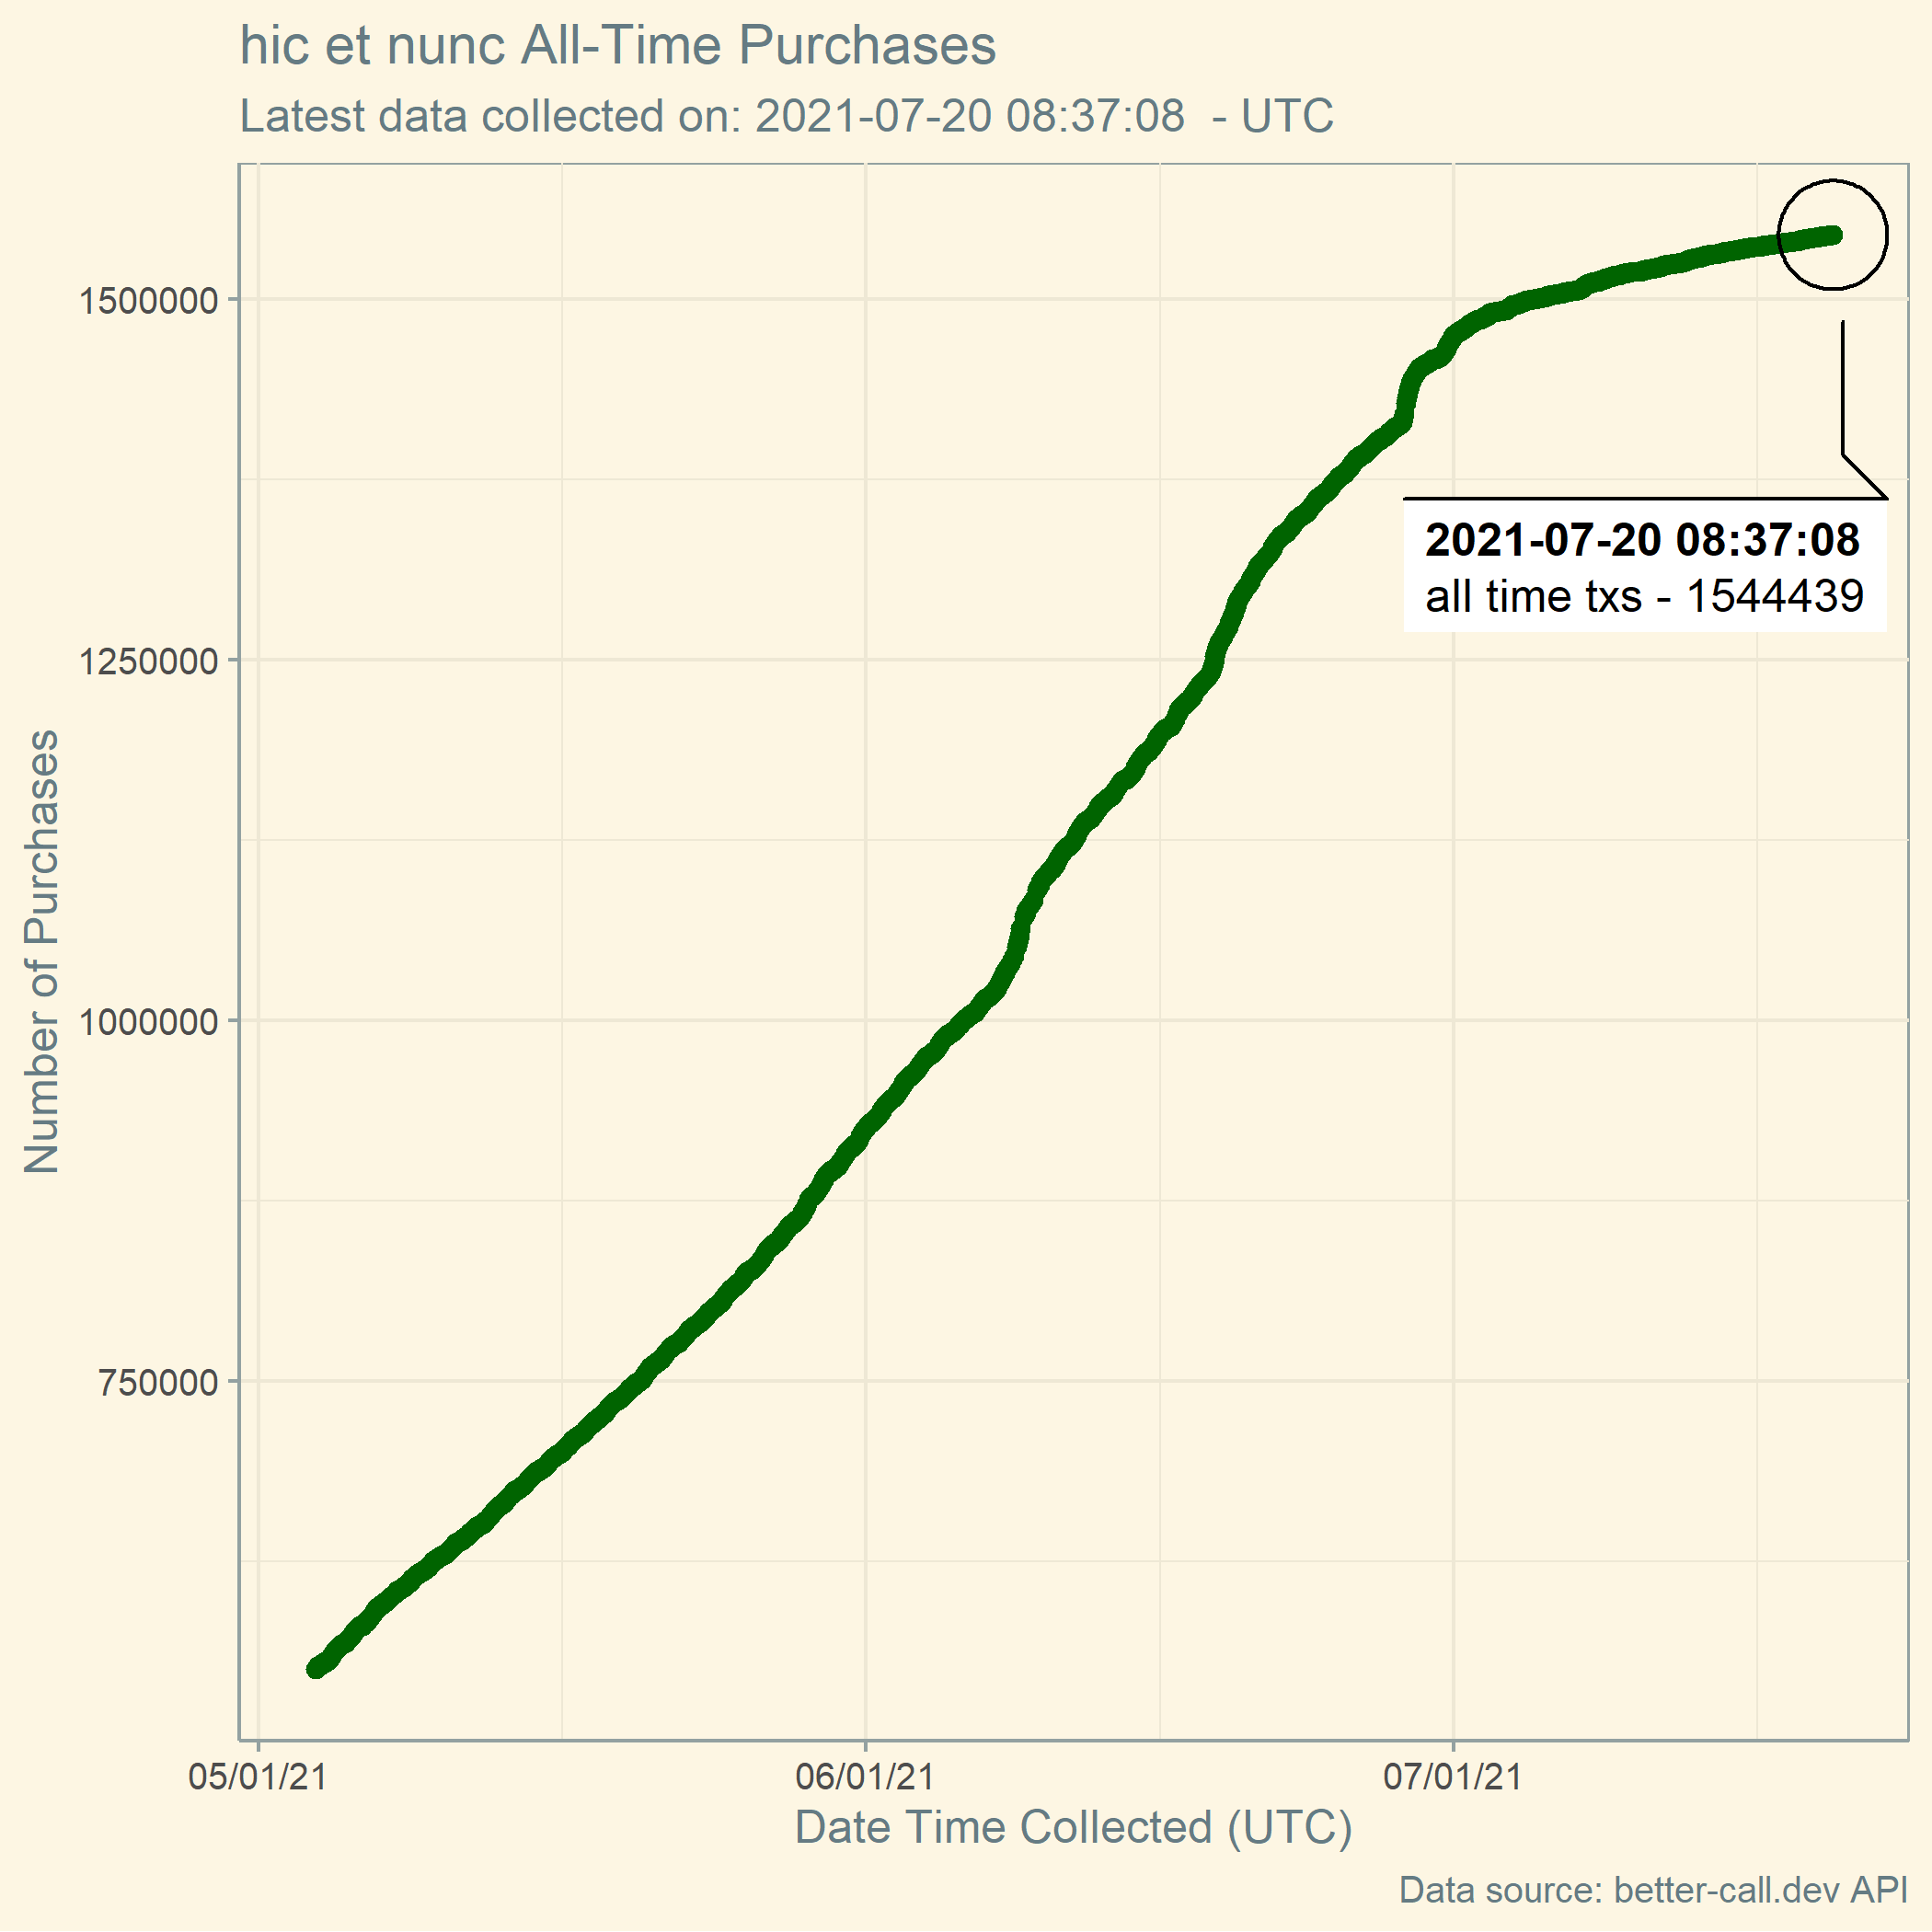 hic et nunc All-Time Purchases
Latest data collected on: 2021-07-20 08:37:08  - UTC
Number of Purchases
1500000
1250000
1000000
750000
2021-07-20 08:37:08
all time txs - 1544439
05/01/21
06/01/21
07/01/21
Date Time Collected (UTC)
Data source: better-call.dev API